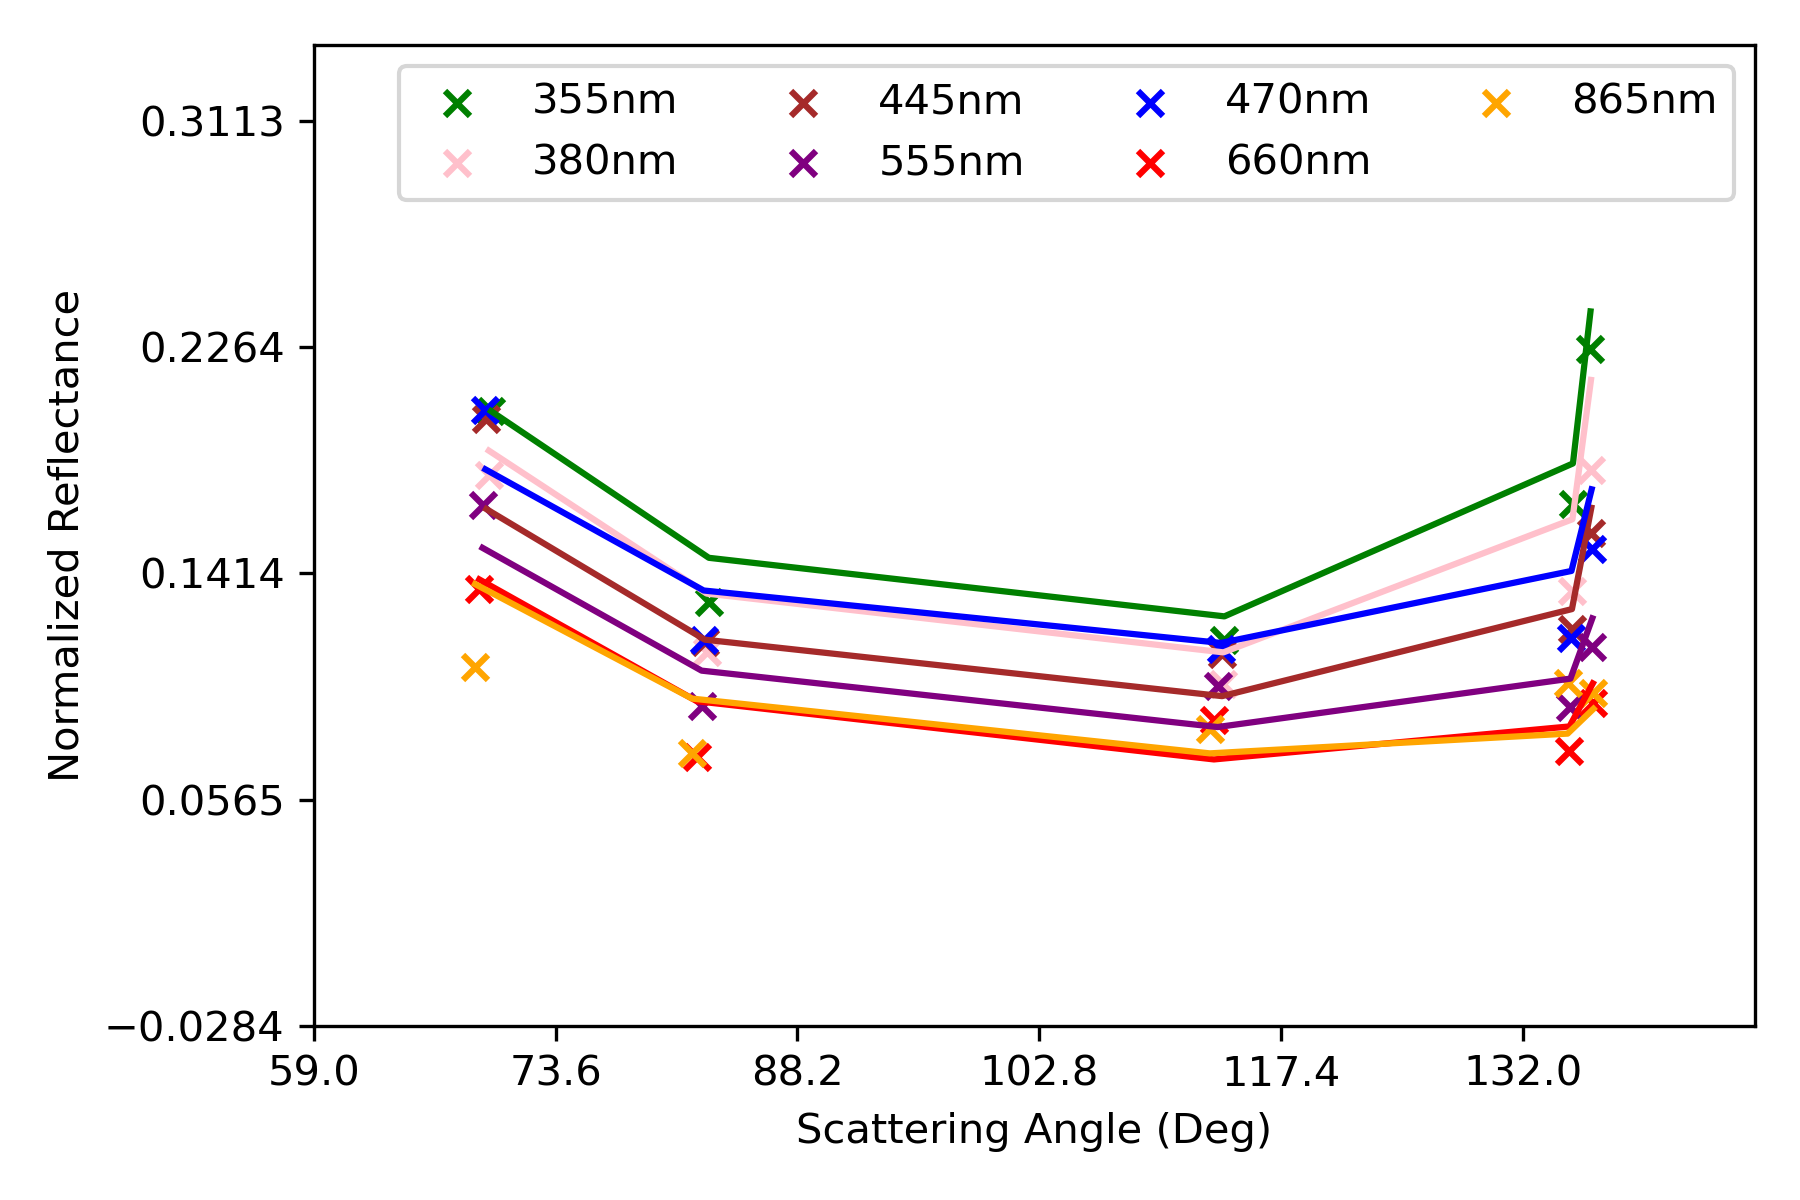 355nm 445nm 470nm 865nm
380nm 555nm 660nm
0.3113
0.2264
0.1414
0.0565
−0.0284
Normalized Reflectance
59.0 73.6 88.2 102.8 117.4 132.0
Scattering Angle (Deg)